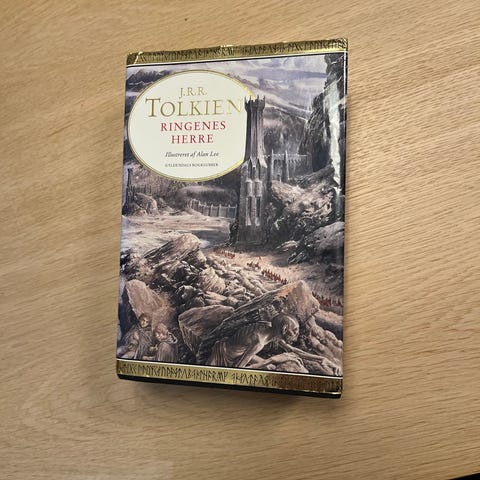 J.R.R.
TOLKIEN
RINGENES
HERRE
Illustreret af Alan Lee
GYLDENDALS BOGKLUBBER